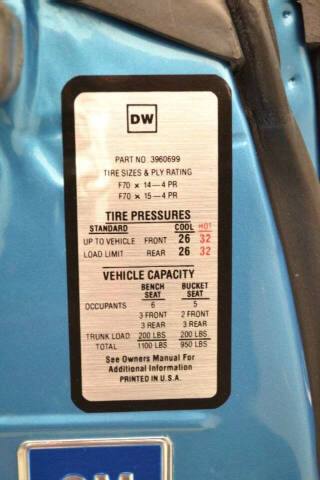 DW
PART NO. 3960699
TIRE SIZES & PLY RATING
F70 x 14—4 PR
F70 x 15—4 PR
TIRE PRESSURES
STANDARD COOL HOT
UP TO VEHICLE FRONT 26 32
LOAD LIMIT REAR 26 32
VEHICLE CAPACITY
BENCH BUCKET
SEAT SEAT
OCCUPANTS 6 5
3 FRONT 2 FRONT
3 REAR 3 REAR
TRUNK LOAD 200 LBS 200 LBS
TOTAL 1100 LBS 950 LBS
See Owners Manual For
Additional Information
PRINTED IN U.S.A.
GM